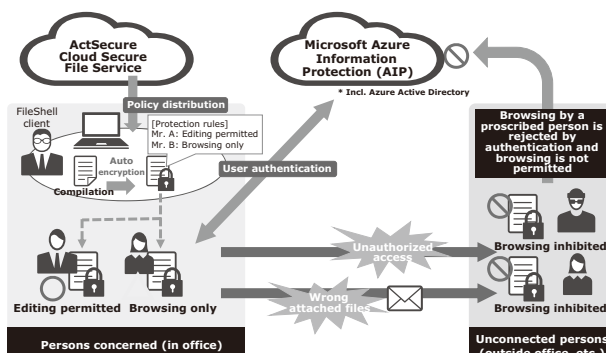 ActSecure
Cloud Secure
File Service
Microsoft Azure
Information
Protection (AIP)
* Incl. Azure Active Directory
Policy distribution
FileShell
client
[Protection rules]
Mr. A: Editing permitted
Mr. B: Browsing only
Auto
encryption
Compilation
User authentication
Browsing by a
proscribed person is
rejected by
authentication and
browsing is not
permitted
Unauthorized
access
Browsing inhibited
Wrong
attached files
Browsing inhibited
Editing permitted
Browsing only
Persons concerned (in office)
Unconnected persons
(outside office, etc.)